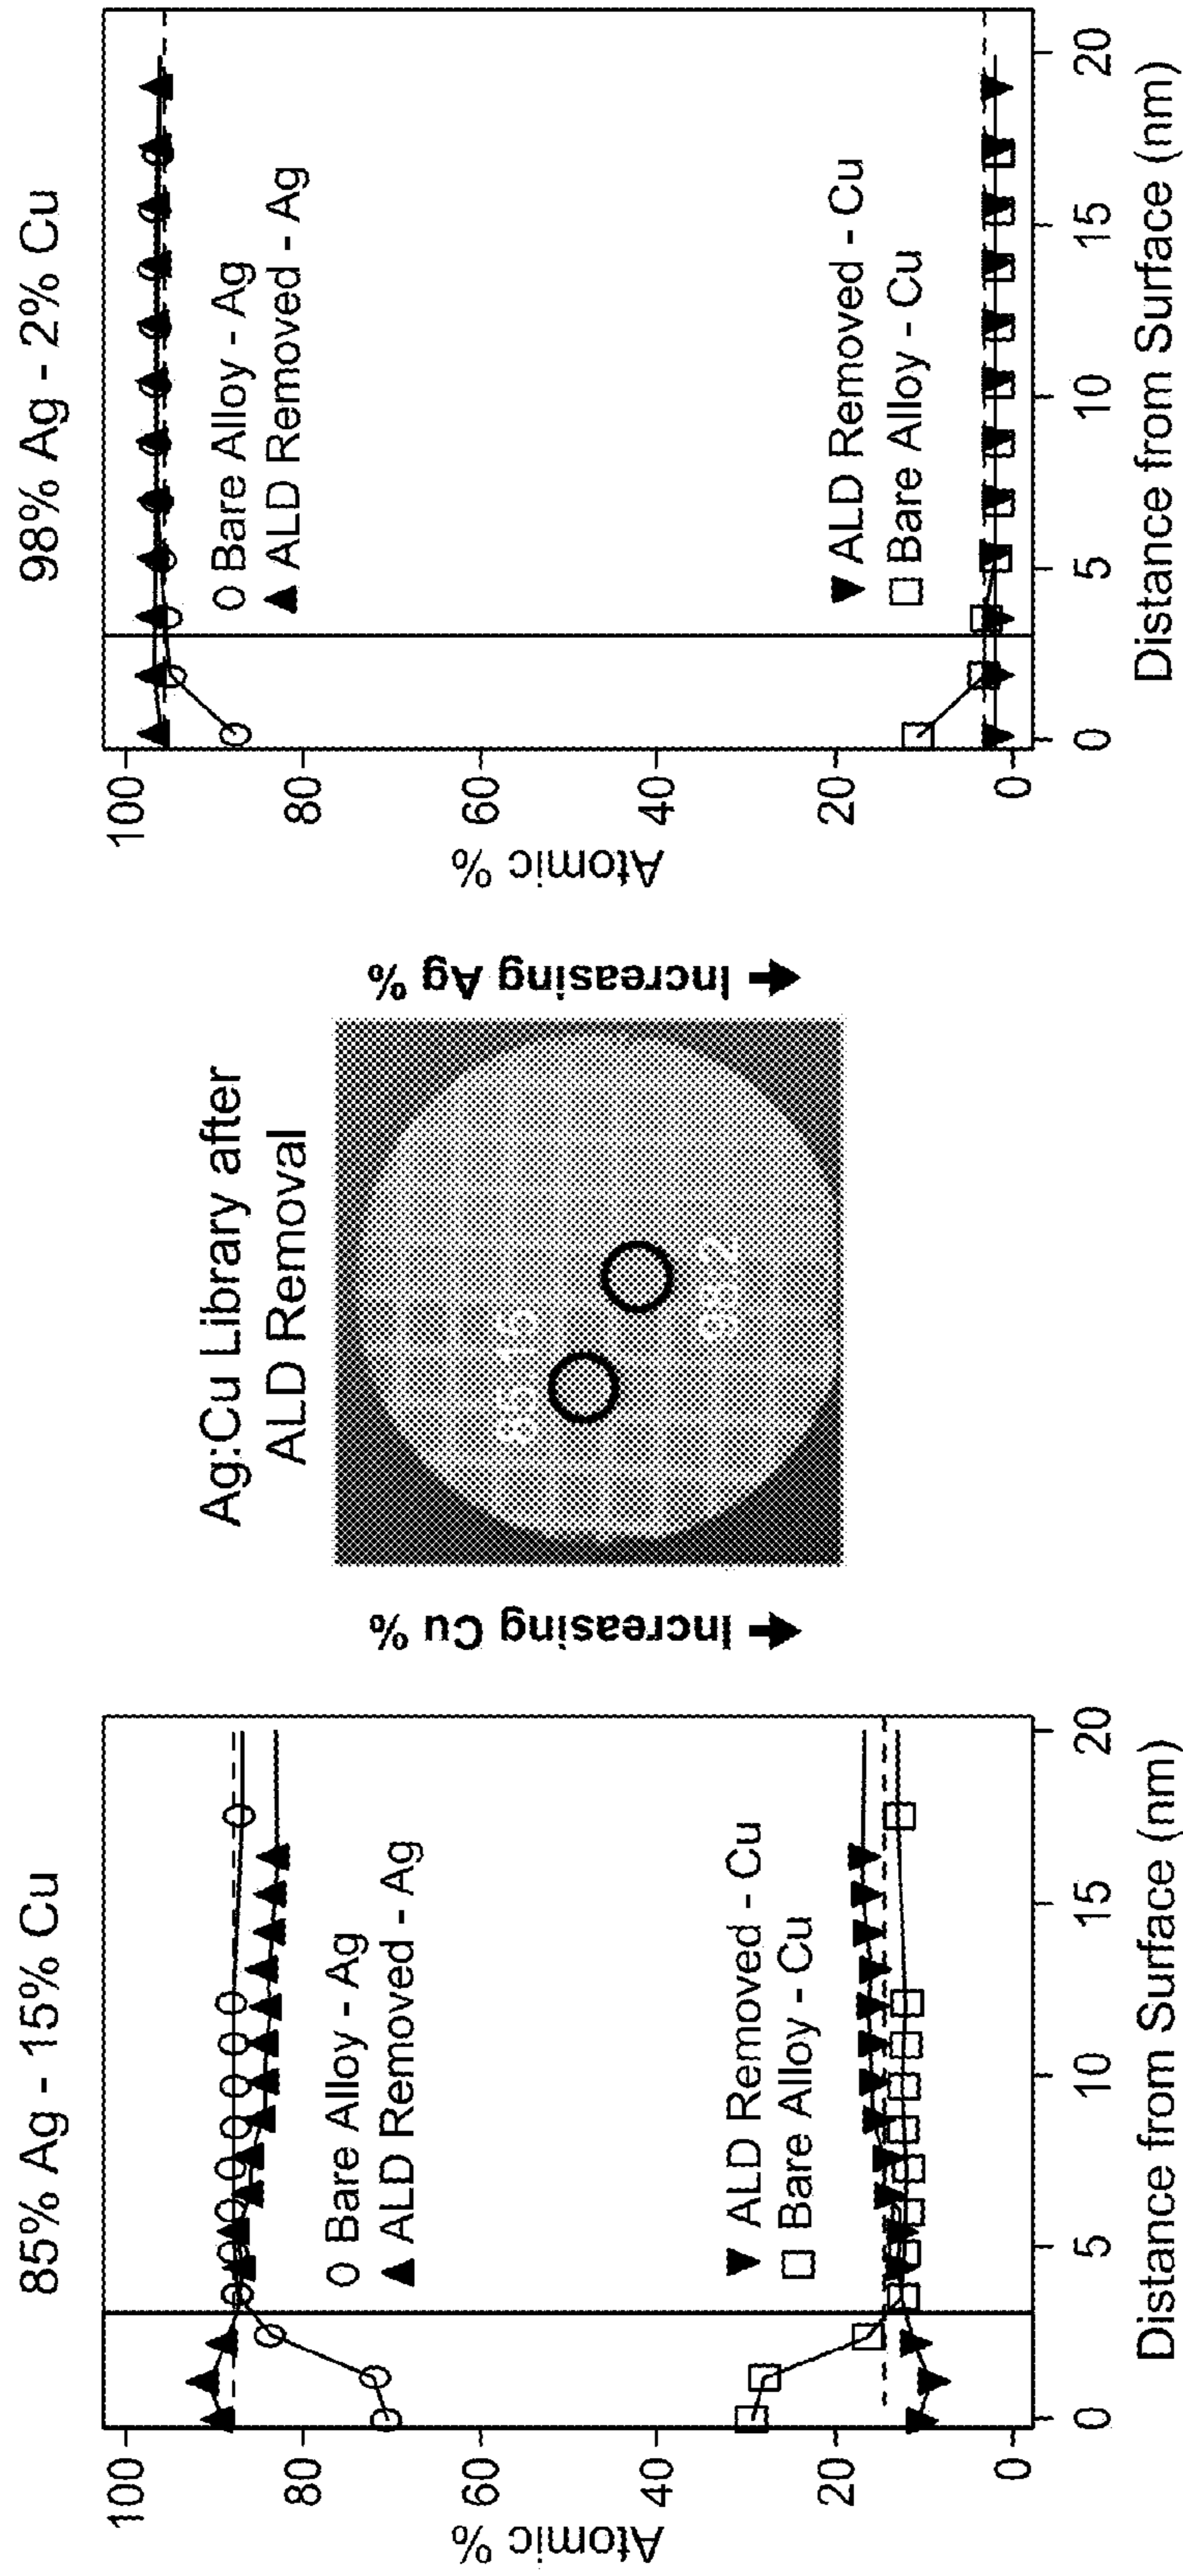 85% Ag - 15% Cu
Atomic %
100
80
60
40
20
0
○ Bare Alloy - Ag
▲ ALD Removed - Ag
▼ ALD Removed - Cu
□ Bare Alloy - Cu
0 5 10 15 20
Distance from Surface (nm)
Ag:Cu Library after
ALD Removal
Increasing Cu %
85:15
98:2
Increasing Ag %
98% Ag - 2% Cu
Atomic %
100
80
60
40
20
0
○ Bare Alloy - Ag
▲ ALD Removed - Ag
▼ ALD Removed - Cu
□ Bare Alloy - Cu
0 5 10 15 20
Distance from Surface (nm)